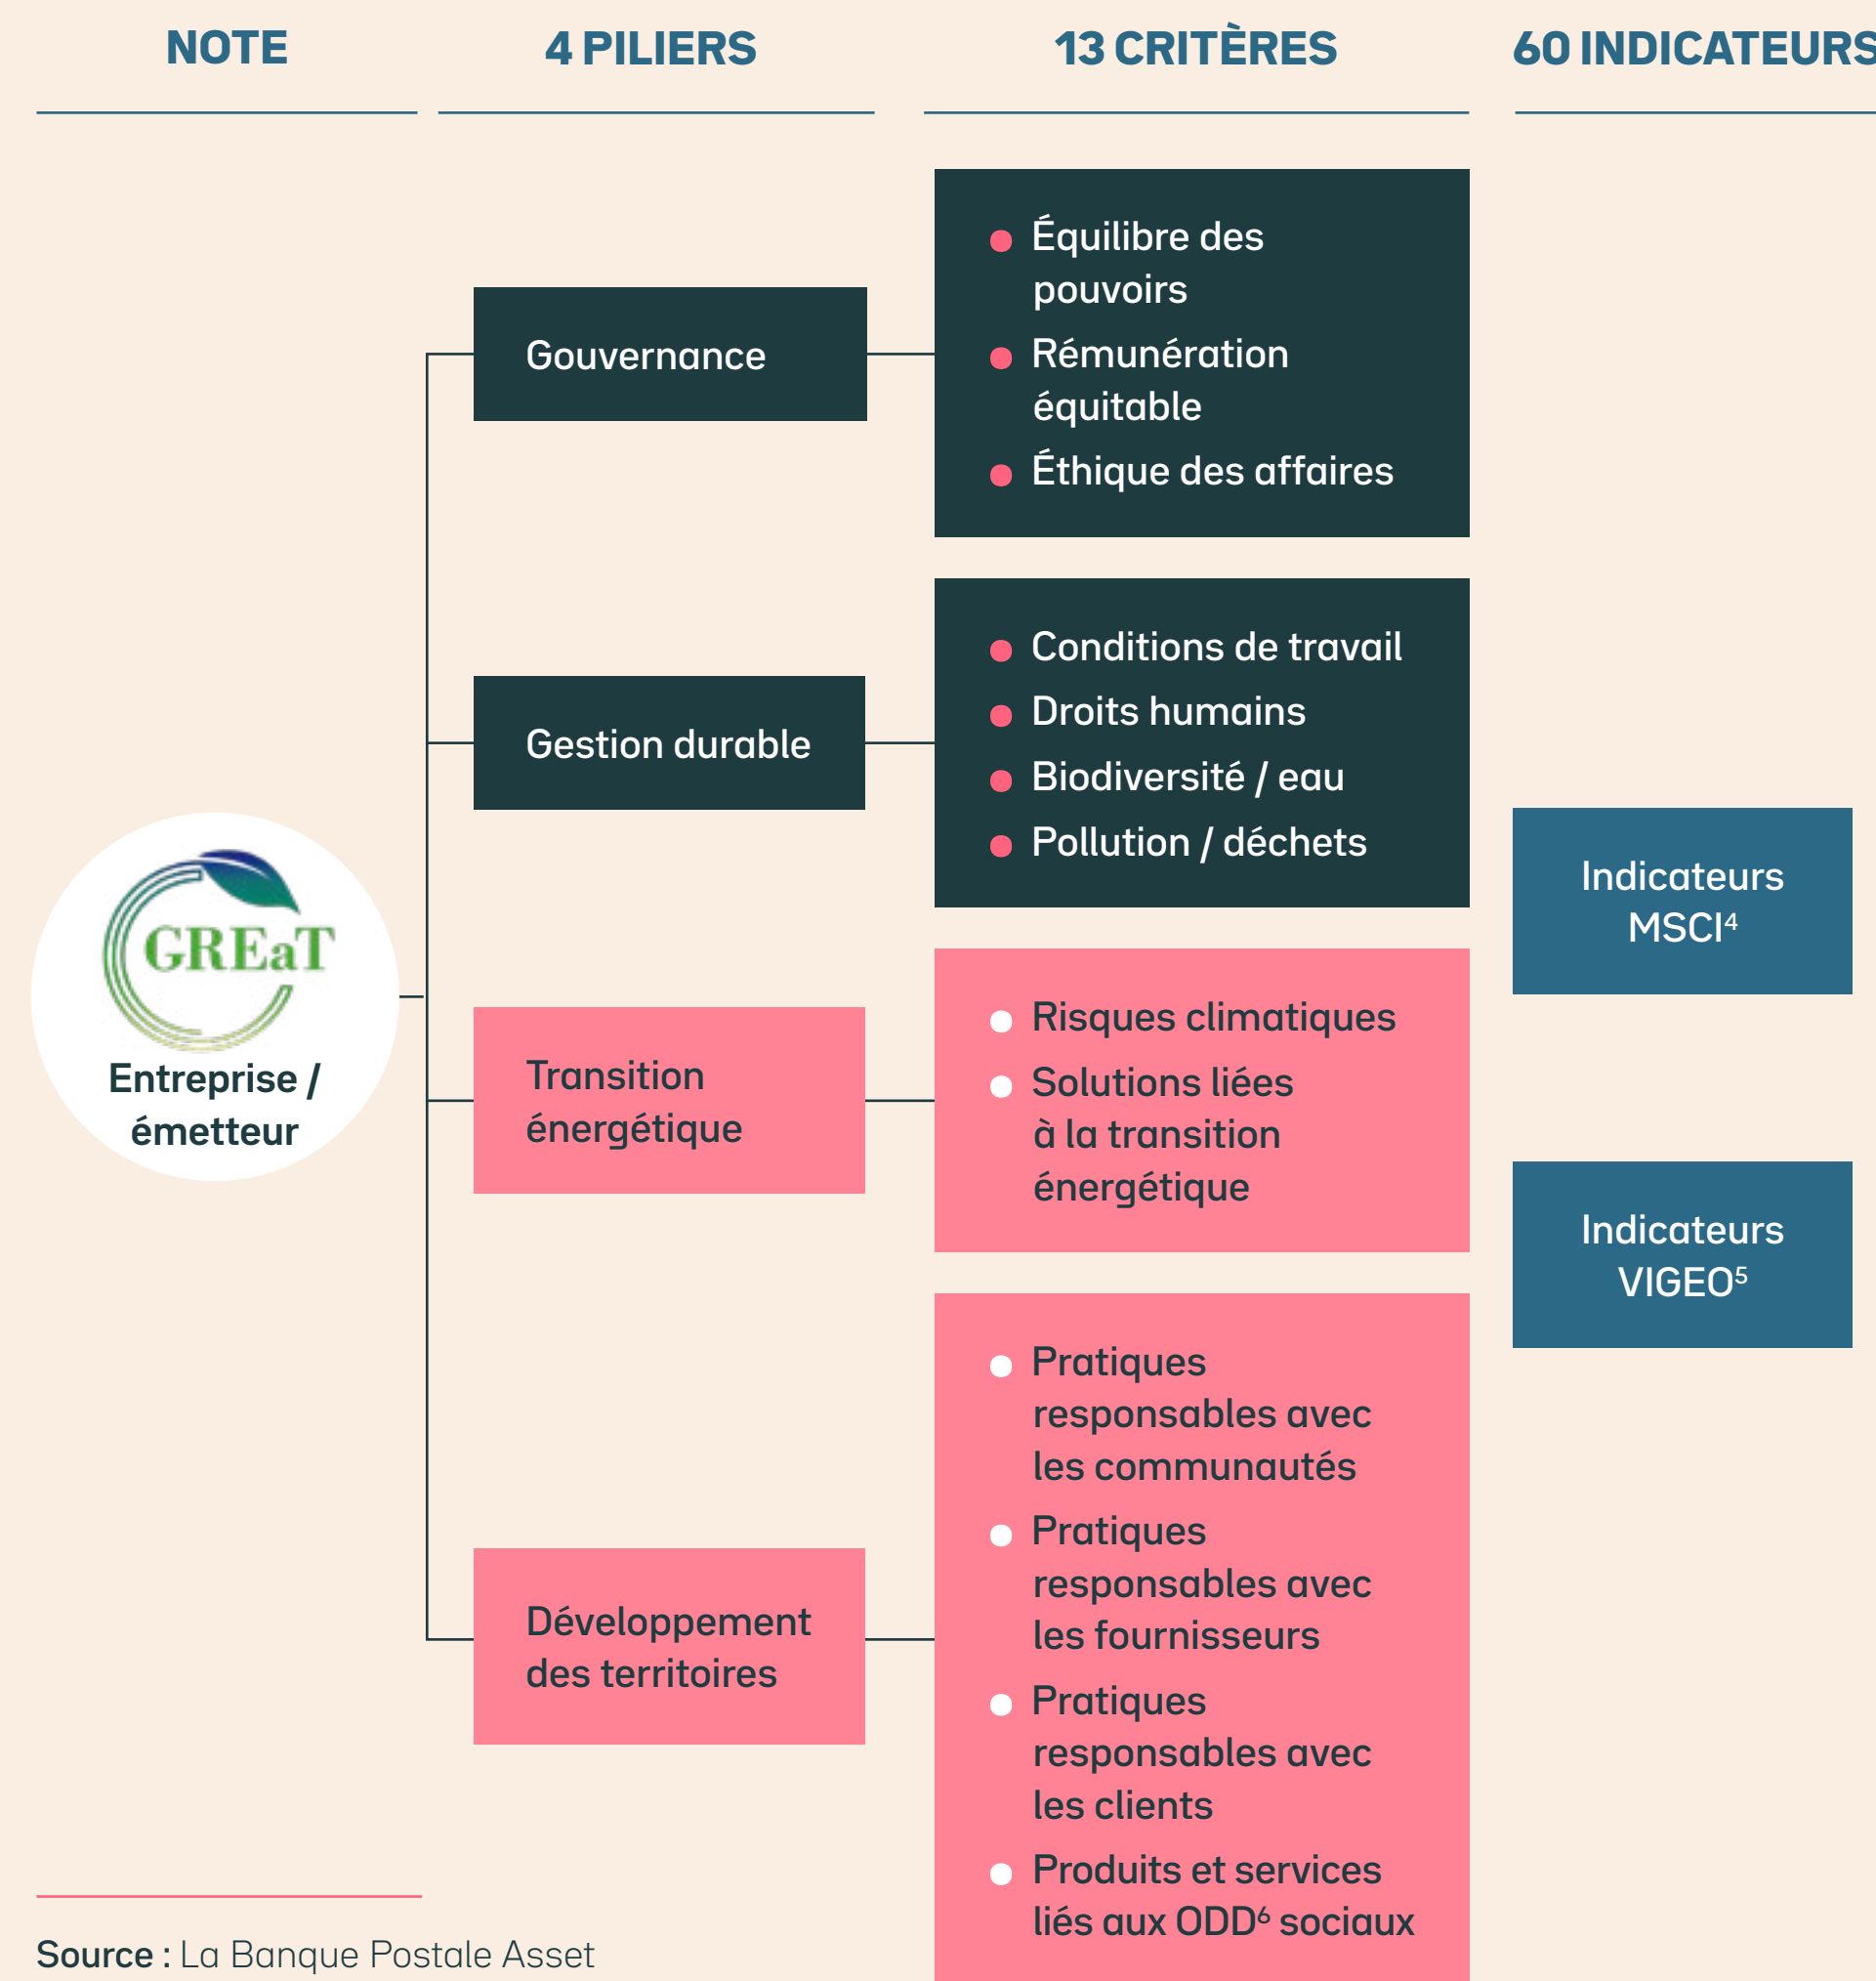 NOTE
4 PILIERS
13 CRITÈRES
60 INDICATEURS
Gouvernance
Équilibre des
pouvoirs
Rémunération
équitable
Éthique des affaires
Gestion durable
Conditions de travail
Droits humains
Biodiversité / eau
Pollution / déchets
GREaT
Entreprise /
émetteur
Transition
énergétique
Risques climatiques
Solutions liées
à la transition
énergétique
Développement
des territoires
Pratiques
responsables avec
les communautés
Pratiques
responsables avec
les fournisseurs
Pratiques
responsables avec
les clients
Produits et services
liés aux ODD⁶ sociaux
Indicateurs
MSCI⁴
Indicateurs
VIGEO⁵
Source : La Banque Postale Asset